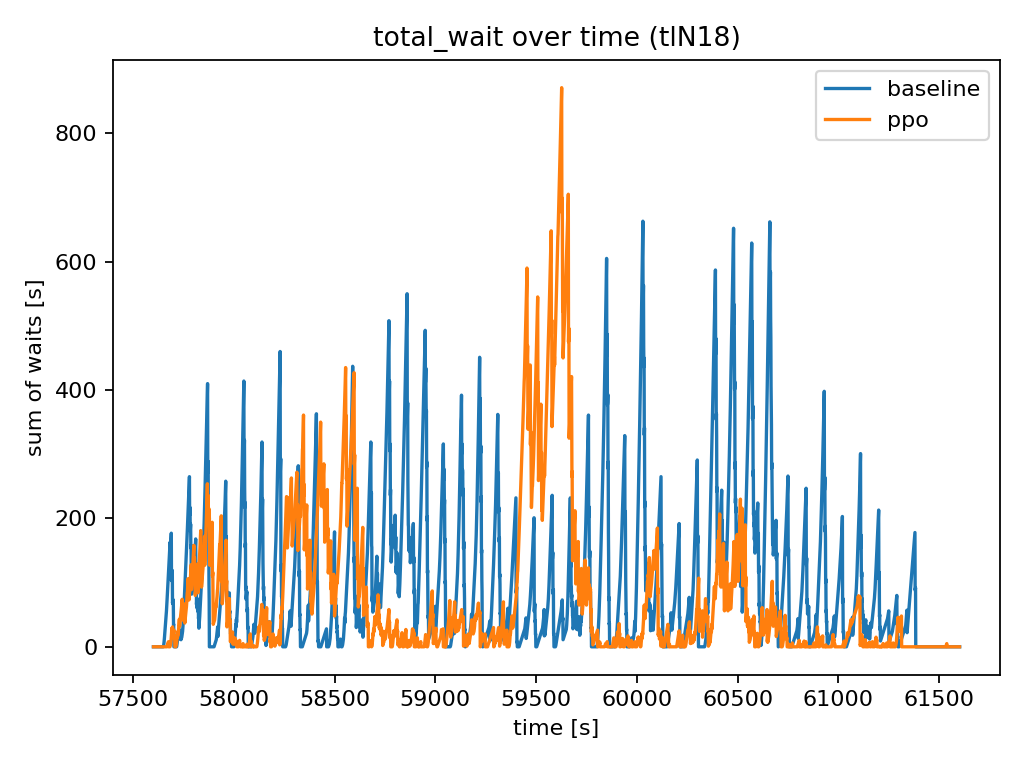 total_wait over time (tlN18)
baseline
ppo
800
600
400
200
0
sum of waits [s]
57500 58000 58500 59000 59500 60000 60500 61000 61500
time [s]